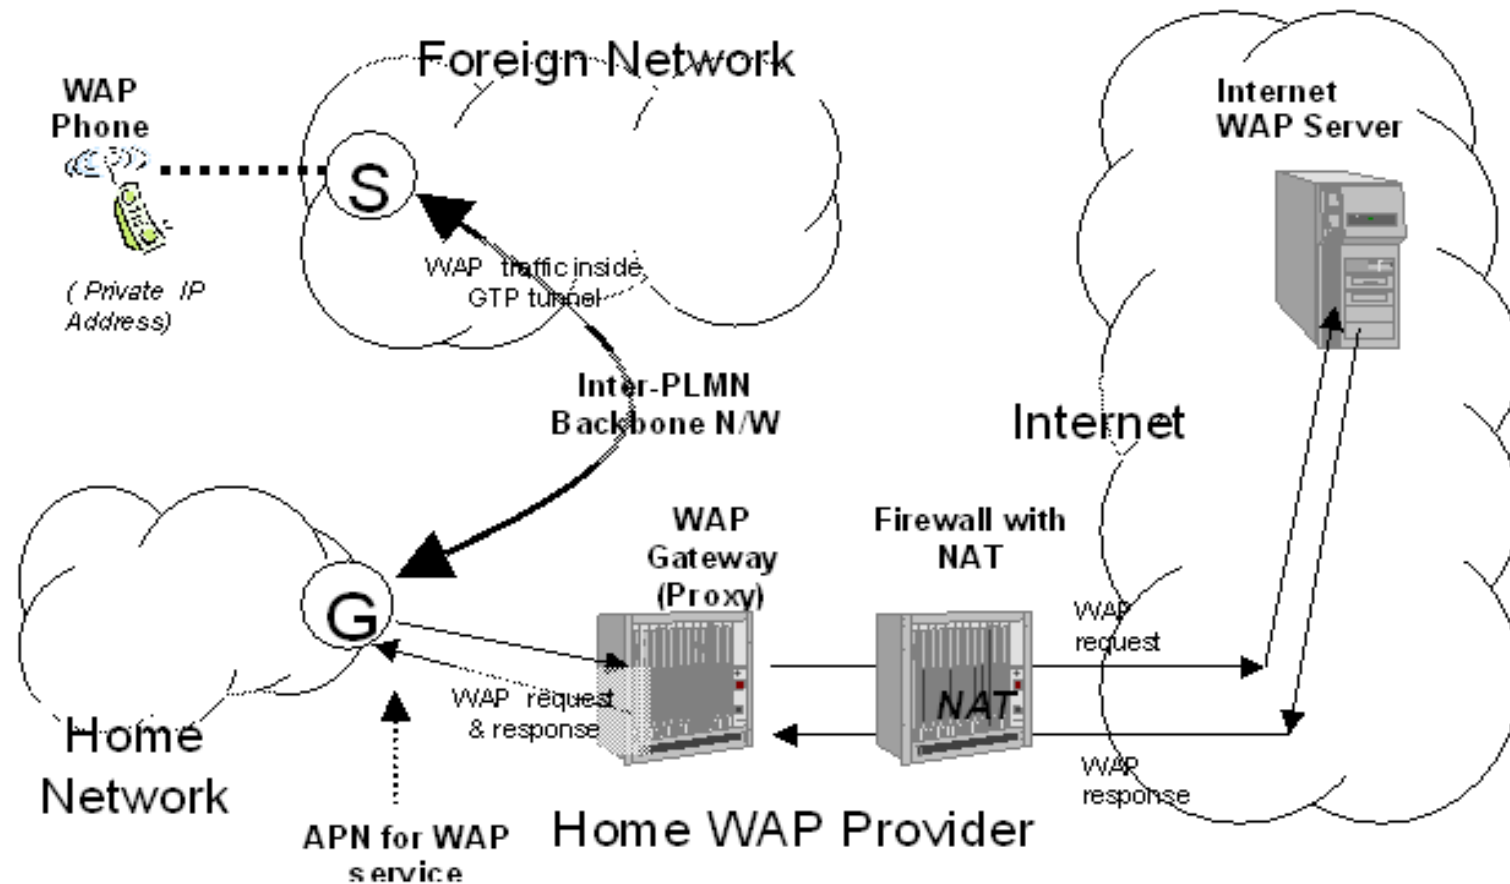 Foreign Network
WAP
Phone
S
( Private IP
Address)
WAP traffic inside
GTP tunnel
Inter-PLMN
Backbone N/W
Internet
WAP Server
Internet
G
Home
Network
WAP
Gateway
(Proxy)
Firewall with
NAT
NAT
WAP request
& response
WAP
request
WAP
response
APN for WAP
service
Home WAP Provider